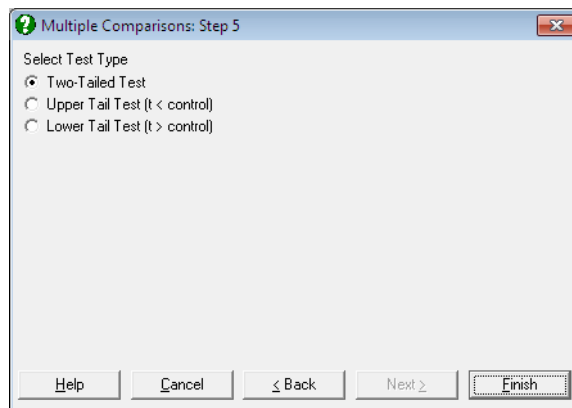 Multiple Comparisons: Step 5
Select Test Type
Two-Tailed Test
Upper Tail Test (t < control)
Lower Tail Test (t > control)
Help Cancel < Back Next > Finish